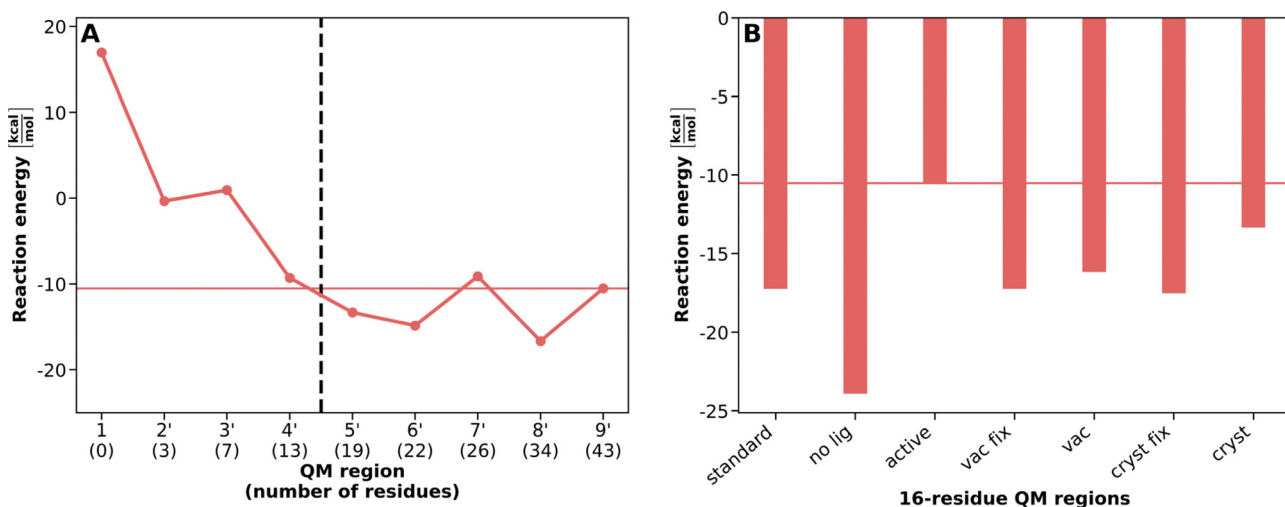 A
Reaction energy [kcal/mol]
20
10
0
-10
-20
1 2' 3' 4' 5' 6' 7' 8' 9'
(0) (3) (7) (13) (19) (22) (26) (34) (43)
QM region
(number of residues)
B
Reaction energy [kcal/mol]
0
-5
-10
-15
-20
-25
standard
no lig
active
vac fix
vac
cryst fix
cryst
16-residue QM regions